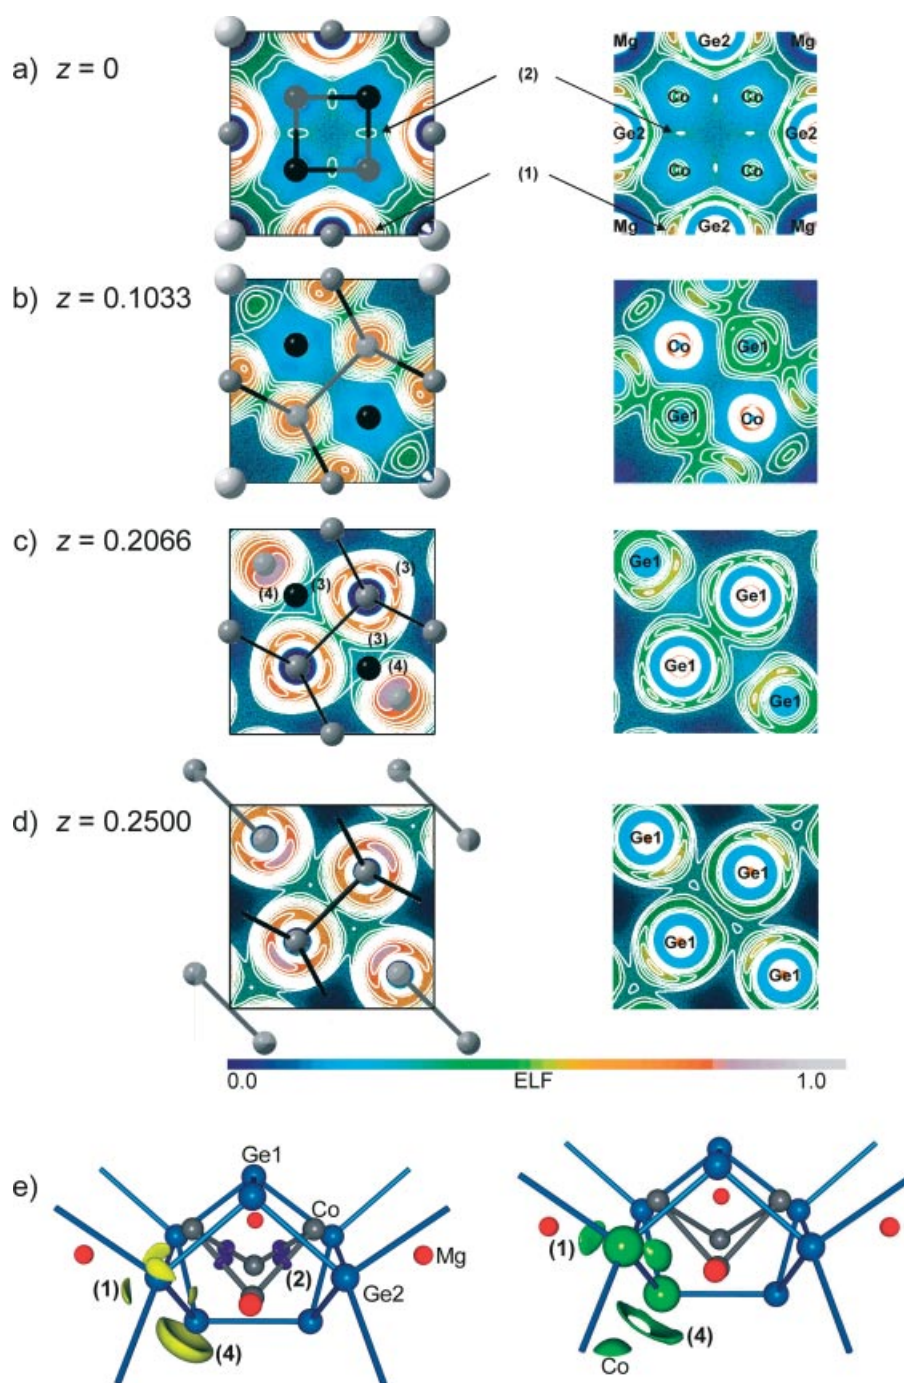 a) z = 0
(2)
(1)
Mg Ge2 Mg
Co Co
Ge2 Ge2
Co Co
Mg Ge2 Mg
b) z = 0.1033
Co Ge1
Ge1 Co
c) z = 0.2066
(3)
(4) (3)
(3)
(4)
Ge1
Ge1
Ge1
Ge1
d) z = 0.2500
Ge1
Ge1
Ge1
Ge1
0.0 ELF 1.0
e)
Ge1
Co
Mg
(1) (2)
Ge2
(4)
(1)
(4)
Co